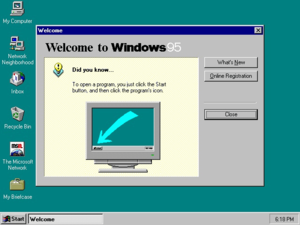 Welcome
My Computer
Welcome to Windows95
Network
Neighborhood
Did you know...
What's New
Online Registration
To open a program, you just click the Start
button, and then click the program's icon.
Inbox
Recycle Bin
Close
msn
The Microsoft
Network
My Briefcase
Start
Welcome
6:18 PM